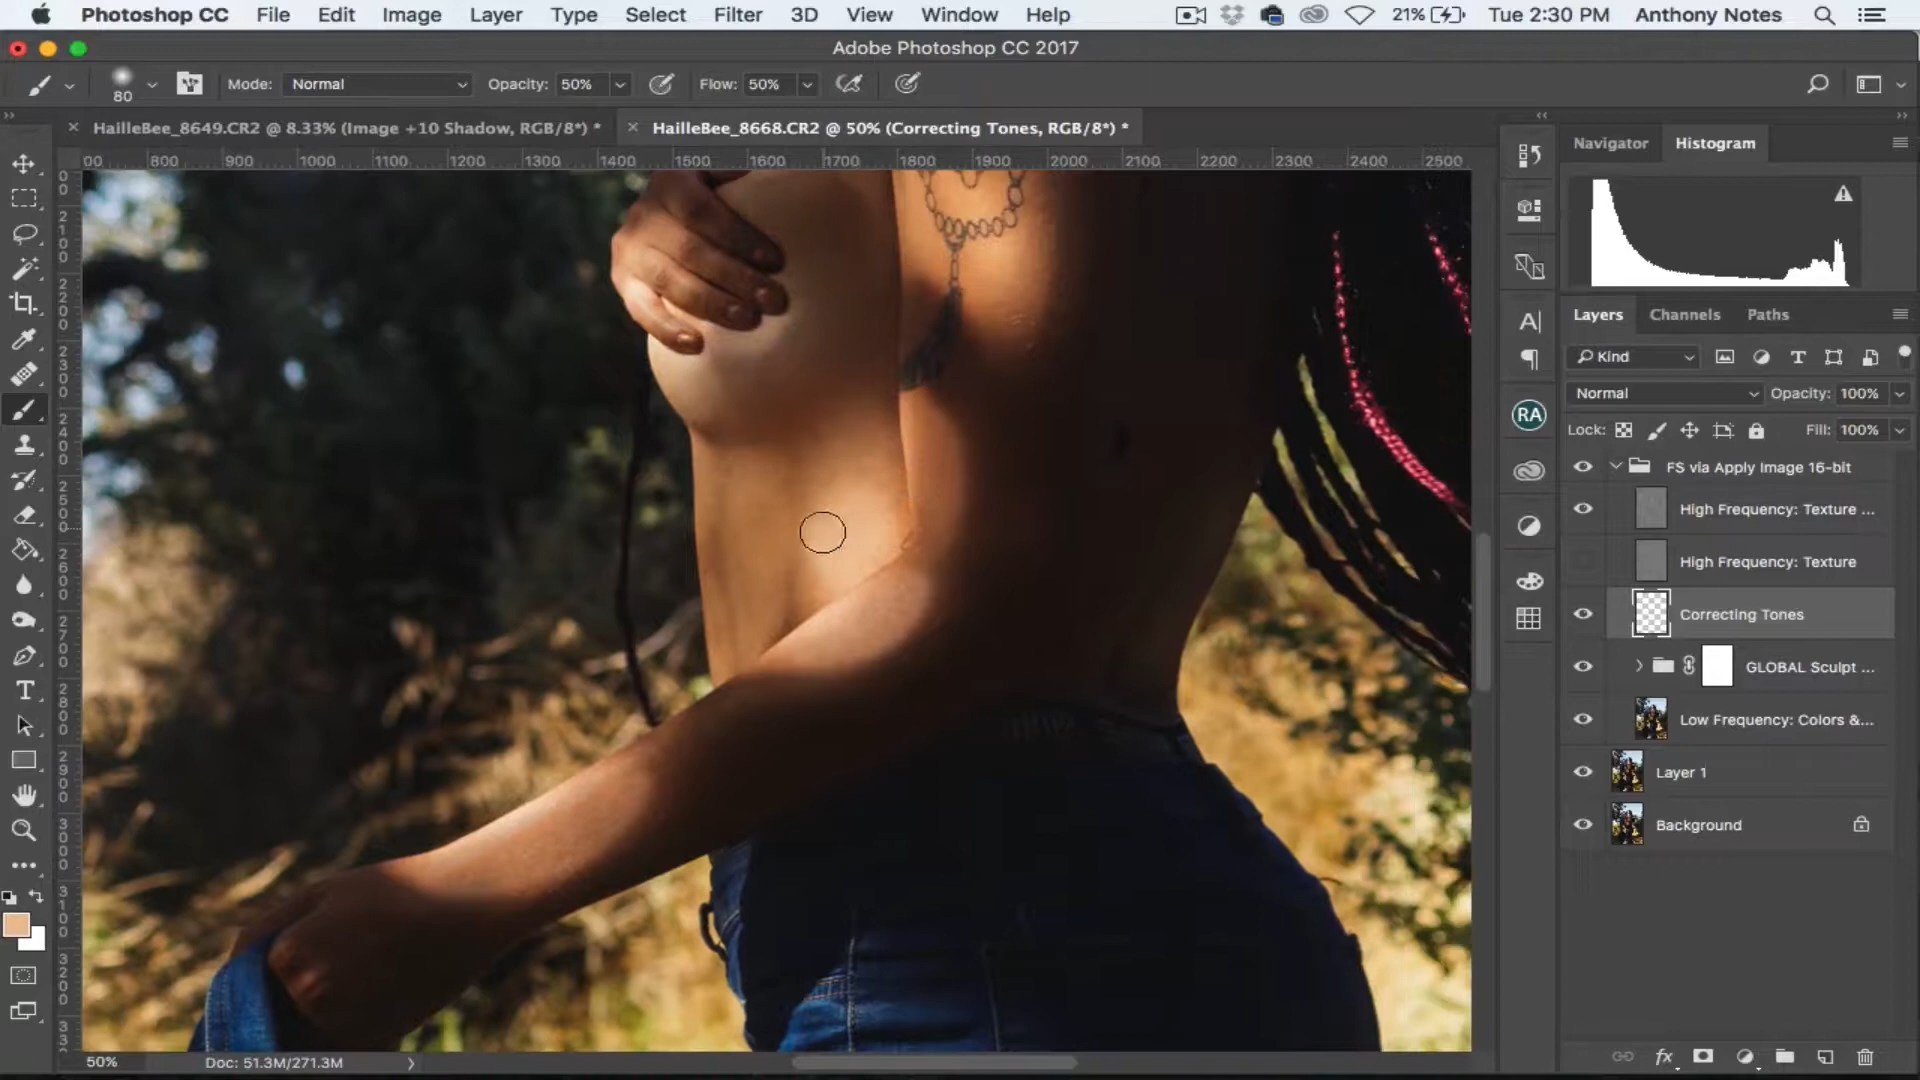 Photoshop CC File Edit Image Layer Type Select Filter 3D View Window Help 21% Tue 2:30 PM Anthony Notes
Adobe Photoshop CC 2017
80 Mode: Normal Opacity: 50% Flow: 50%
HailleBee_8649.CR2 @ 8.33% (Image +10 Shadow, RGB/8*) *
HailleBee_8668.CR2 @ 50% (Correcting Tones, RGB/8*) *
00 800 900 1000 1100 1200 1300 1400 1500 1600 1700 1800 1900 2000 2100 2200 2300 2400 2500
Navigator Histogram
Layers Channels Paths
Kind
Normal Opacity: 100%
Lock: Fill: 100%
FS via Apply Image 16-bit
High Frequency: Texture ...
High Frequency: Texture
Correcting Tones
GLOBAL Sculpt ...
Low Frequency: Colors &...
Layer 1
Background
RA
50% Doc: 51.3M/271.3M
fx